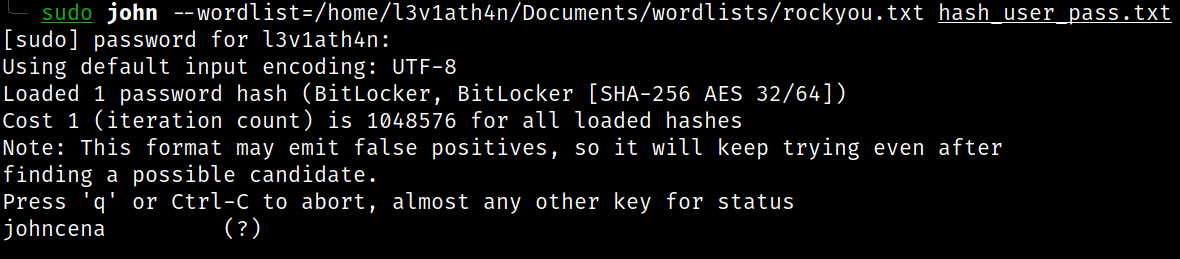 sudo john --wordlist=/home/l3v1ath4n/Documents/wordlists/rockyou.txt hash_user_pass.txt
[sudo] password for l3v1ath4n:
Using default input encoding: UTF-8
Loaded 1 password hash (BitLocker, BitLocker [SHA-256 AES 32/64])
Cost 1 (iteration count) is 1048576 for all loaded hashes
Note: This format may emit false positives, so it will keep trying even after
finding a possible candidate.
Press 'q' or Ctrl-C to abort, almost any other key for status
johncena         (?)